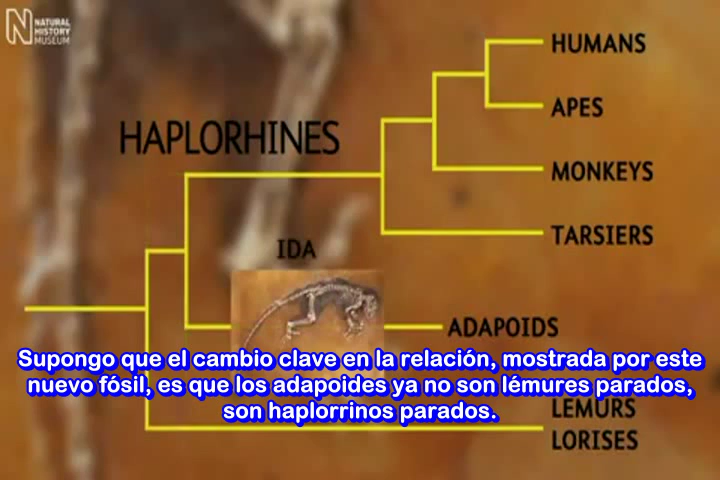 NATURAL
HISTORY
MUSEUM
HUMANS
HAPLORHINES
APES
MONKEYS
TARSIERS
IDA
ADAPOIDS
Supongo que el cambio clave en la relación, mostrada por este
nuevo fósil, es que los adapoides ya no son lémures parados,
son haplorrinos parados.
LEMURS
LORISES